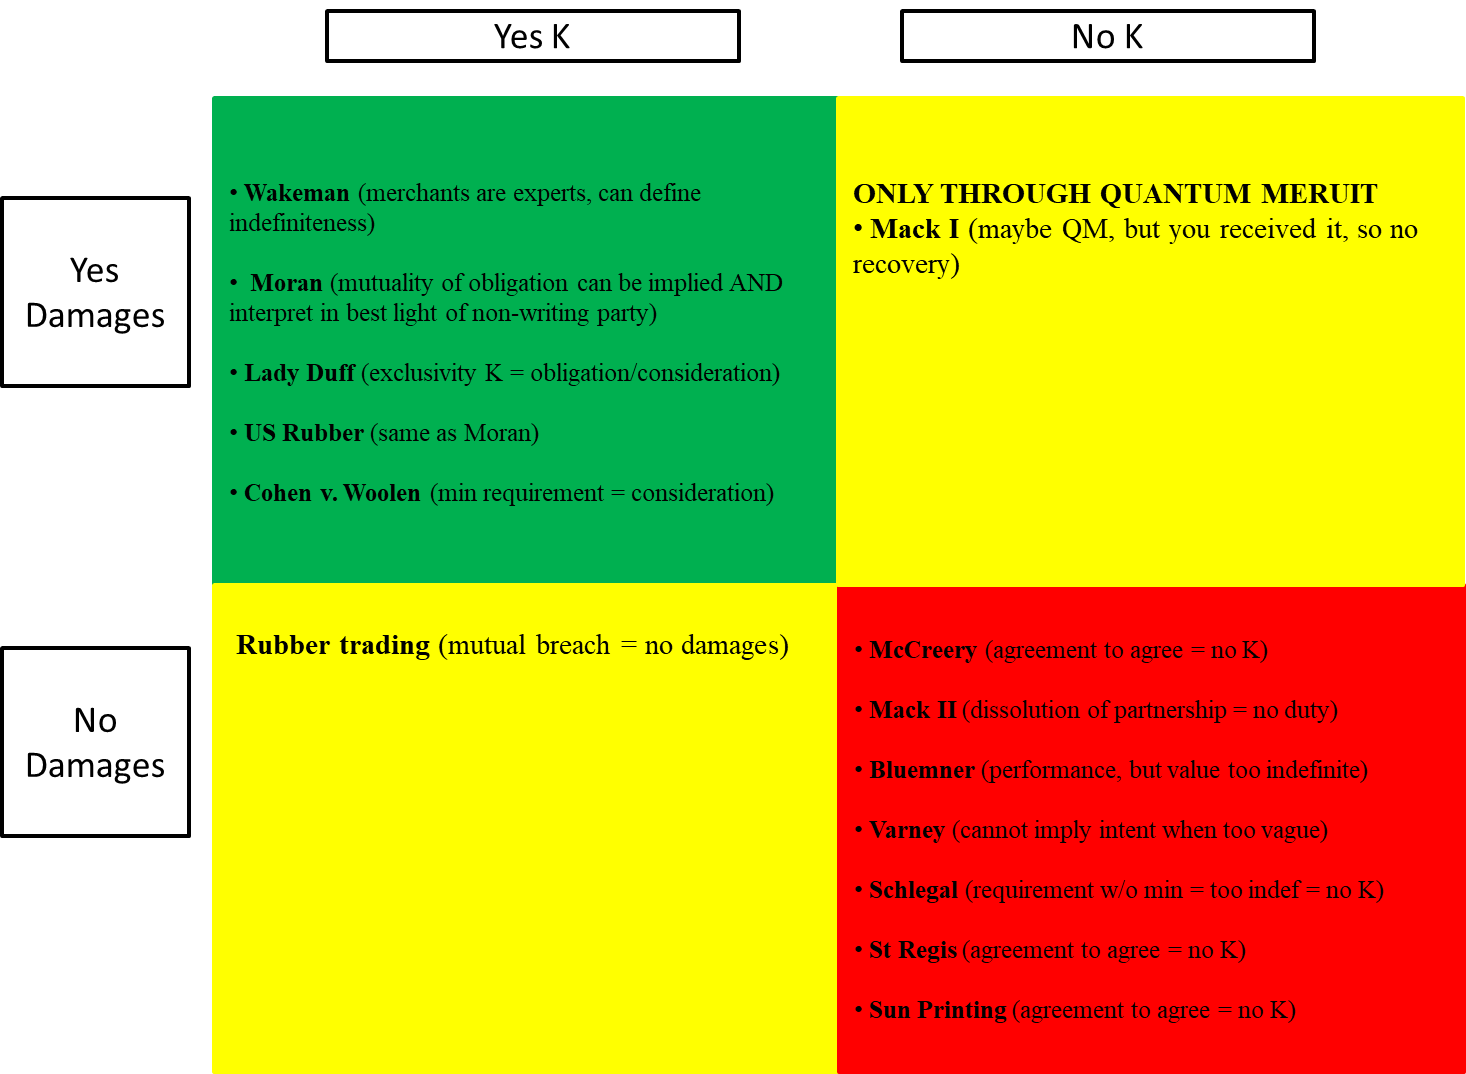 Yes K
No K
Yes
Damages
• Wakeman (merchants are experts, can define
indefiniteness)
• Moran (mutuality of obligation can be implied AND
interpret in best light of non-writing party)
• Lady Duff (exclusivity K = obligation/consideration)
• US Rubber (same as Moran)
• Cohen v. Woolen (min requirement = consideration)
ONLY THROUGH QUANTUM MERUIT
• Mack I (maybe QM, but you received it, so no
recovery)
No
Damages
Rubber trading (mutual breach = no damages)
• McCreery (agreement to agree = no K)
• Mack II (dissolution of partnership = no duty)
• Bluemner (performance, but value too indefinite)
• Varney (cannot imply intent when too vague)
• Schlegal (requirement w/o min = too indef = no K)
• St Regis (agreement to agree = no K)
• Sun Printing (agreement to agree = no K)